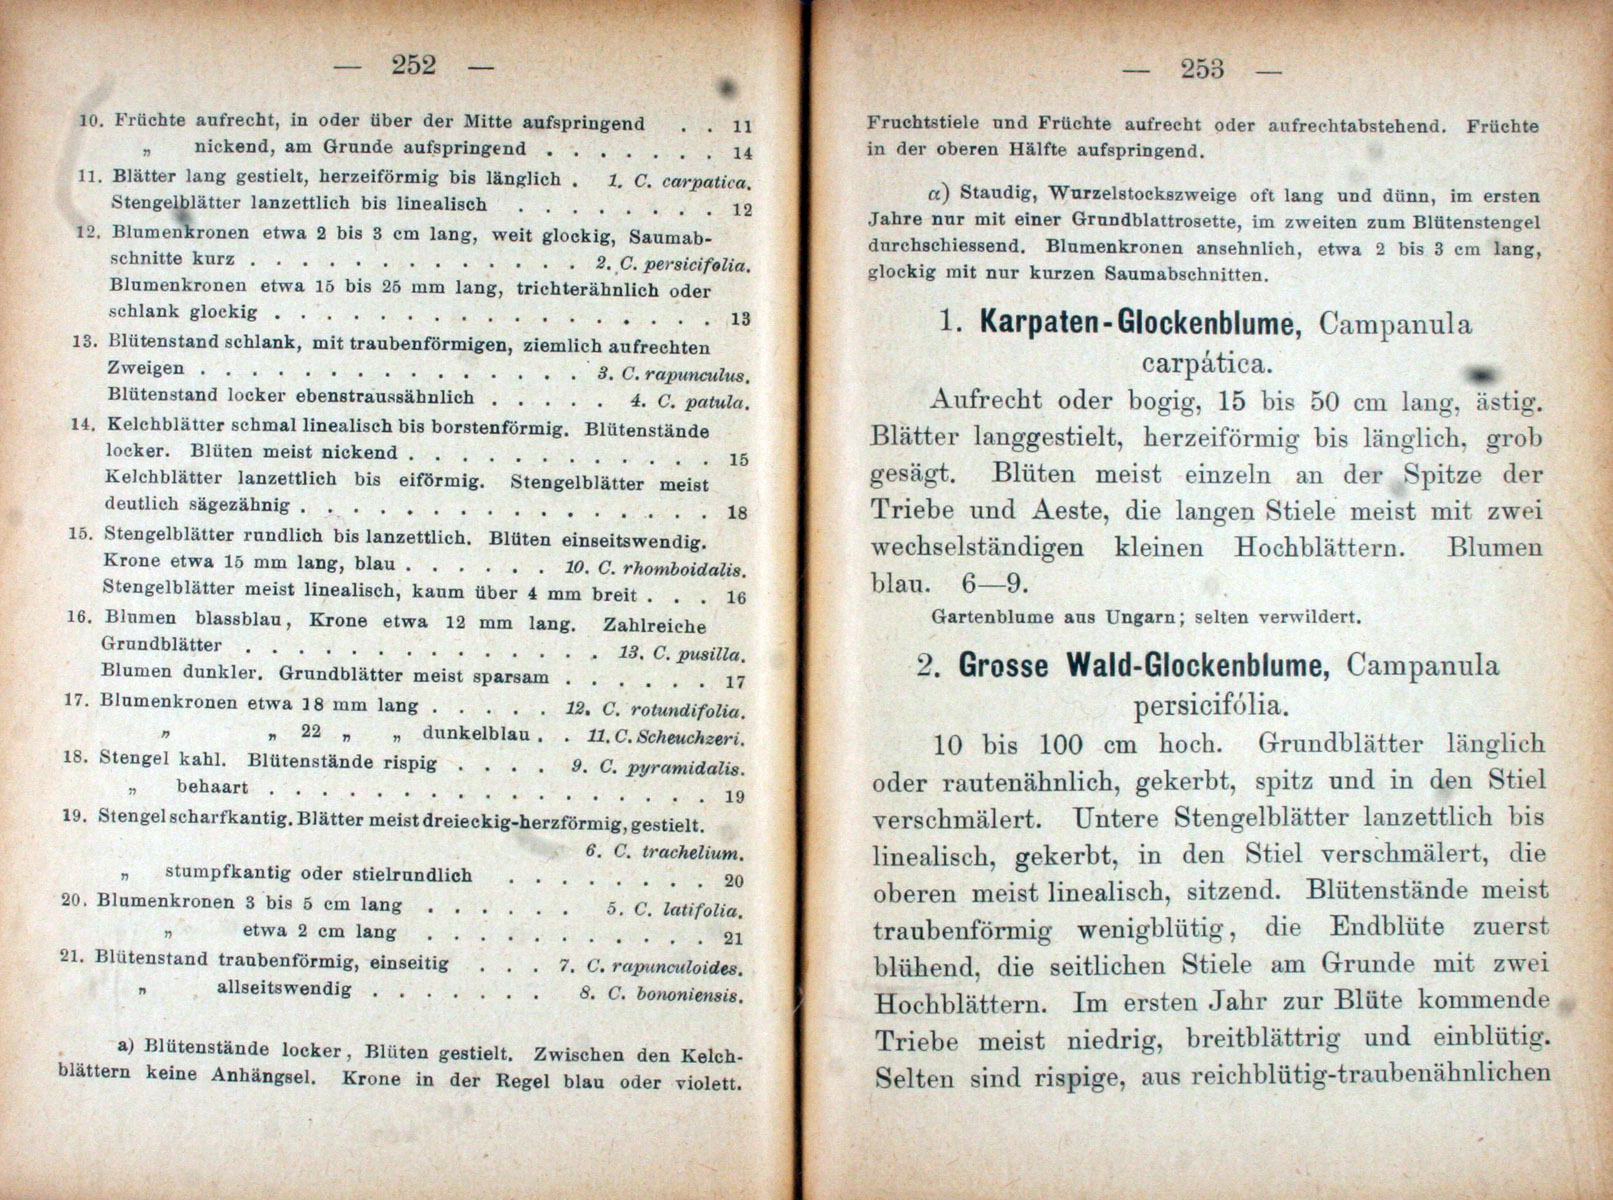 — 252 —
10. Früchte aufrecht, in oder über der Mitte aufspringend . . 11
„ nickend, am Grunde aufspringend . . . . . . . 14
11. Blätter lang gestielt, herzeiförmig bis länglich . 1. C. carpatica.
Stengelblätter lanzettlich bis linealisch . . . . . . . . 12
12. Blumenkronen etwa 2 bis 3 cm lang, weit glockig, Saumab-
schnitte kurz . . . . . . . . . . . . . 2. C. persicifolia.
Blumenkronen etwa 15 bis 25 mm lang, trichterähnlich oder
schlank glockig . . . . . . . . . . . . . . . . . 13
13. Blütenstand schlank, mit traubenförmigen, ziemlich aufrechten
Zweigen . . . . . . . . . . . . . . . 3. C. rapunculus.
Blütenstand locker ebenstraussähnlich . . . . . 4. C. patula.
14. Kelchblätter schmal linealisch bis borstenförmig. Blütenstände
locker. Blüten meist nickend . . . . . . . . . . . . 15
Kelchblätter lanzettlich bis eiförmig. Stengelblätter meist
deutlich sägezähnig . . . . . . . . . . . . . . . . 18
15. Stengelblätter rundlich bis lanzettlich. Blüten einseitswendig.
Krone etwa 15 mm lang, blau . . . . . . 10. C. rhomboidalis.
Stengelblätter meist linealisch, kaum über 4 mm breit . . . 16
16. Blumen blassblau, Krone etwa 12 mm lang. Zahlreiche
Grundblätter . . . . . . . . . . . . . . 13. C. pusilla.
Blumen dunkler. Grundblätter meist sparsam . . . . . . 17
17. Blumenkronen etwa 18 mm lang . . . . . 12. C. rotundifolia.
„ „ 22 „ „ dunkelblau . . 11. C. Scheuchzeri.
18. Stengel kahl. Blütenstände rispig . . . . 9. C. pyramidalis.
„ behaart . . . . . . . . . . . . . . . . . 19
19. Stengel scharfkantig. Blätter meist dreieckig-herzförmig, gestielt.
6. C. trachelium.
„ stumpfkantig oder stielrundlich . . . . . . . . 20
20. Blumenkronen 3 bis 5 cm lang . . . . . . 5. C. latifolia.
„ etwa 2 cm lang . . . . . . . . . . . 21
21. Blütenstand traubenförmig, einseitig . . . 7. C. rapunculoides.
„ allseitswendig . . . . . . . 8. C. bononiensis.
a) Blütenstände locker, Blüten gestielt. Zwischen den Kelch-
blättern keine Anhängsel. Krone in der Regel blau oder violett.
— 253 —
Fruchtstiele und Früchte aufrecht oder aufrechtabstehend. Früchte
in der oberen Hälfte aufspringend.
α) Staudig, Wurzelstockszweige oft lang und dünn, im ersten
Jahre nur mit einer Grundblattrosette, im zweiten zum Blütenstengel
durchschiessend. Blumenkronen ansehnlich, etwa 2 bis 3 cm lang,
glockig mit nur kurzen Saumabschnitten.
1. Karpaten-Glockenblume, Campanula
carpática.
Aufrecht oder bogig, 15 bis 50 cm lang, ästig.
Blätter langgestielt, herzeiförmig bis länglich, grob
gesägt. Blüten meist einzeln an der Spitze der
Triebe und Aeste, die langen Stiele meist mit zwei
wechselständigen kleinen Hochblättern. Blumen
blau. 6—9.
Gartenblume aus Ungarn; selten verwildert.
2. Grosse Wald-Glockenblume, Campanula
persicifólia.
10 bis 100 cm hoch. Grundblätter länglich
oder rautenähnlich, gekerbt, spitz und in den Stiel
verschmälert. Untere Stengelblätter lanzettlich bis
linealisch, gekerbt, in den Stiel verschmälert, die
oberen meist linealisch, sitzend. Blütenstände meist
traubenförmig wenigblütig, die Endblüte zuerst
blühend, die seitlichen Stiele am Grunde mit zwei
Hochblättern. Im ersten Jahr zur Blüte kommende
Triebe meist niedrig, breitblättrig und einblütig.
Selten sind rispige, aus reichblütig-traubenähnlichen